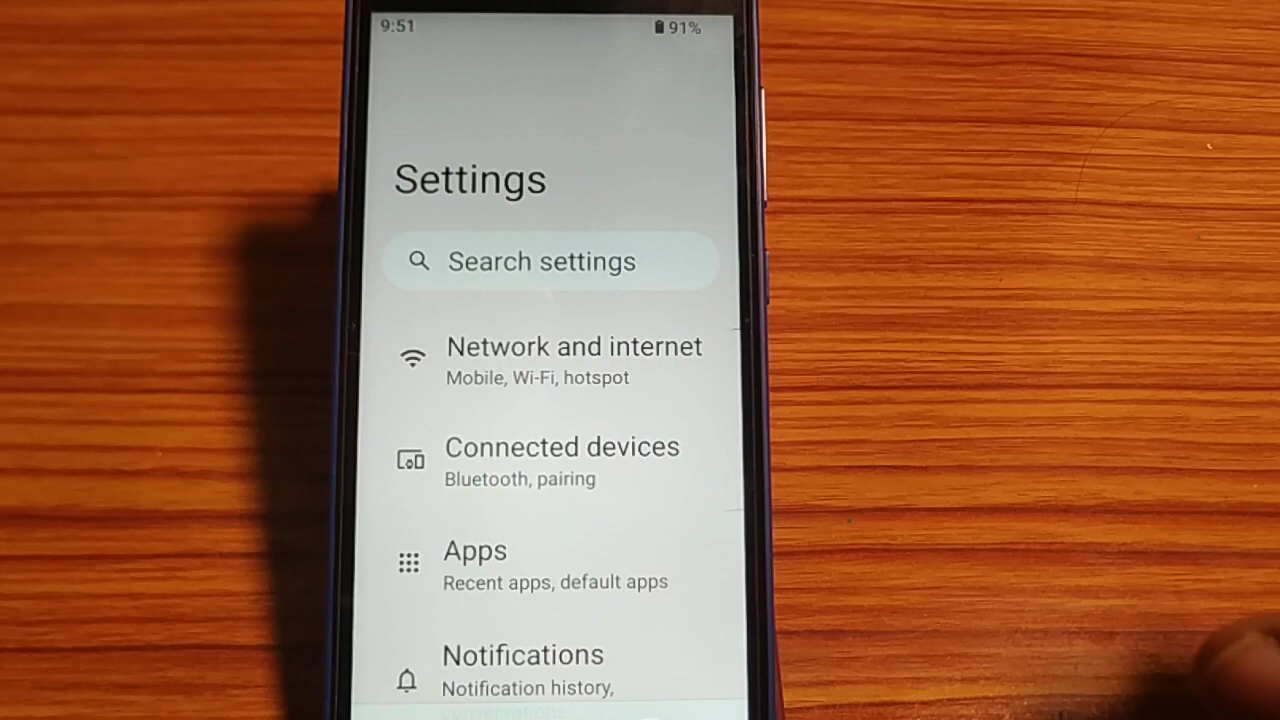 9:51
91%
Settings
Search settings
Network and internet
Mobile, Wi-Fi, hotspot
Connected devices
Bluetooth, pairing
Apps
Recent apps, default apps
Notifications
Notification history,
conversations